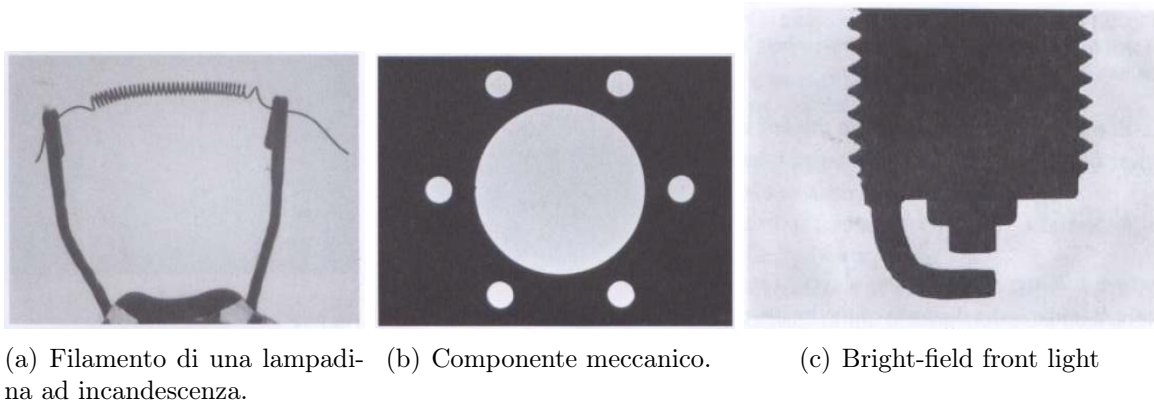 (a) Filamento di una lampadi-
na ad incandescenza.
(b) Componente meccanico.
(c) Bright-field front light